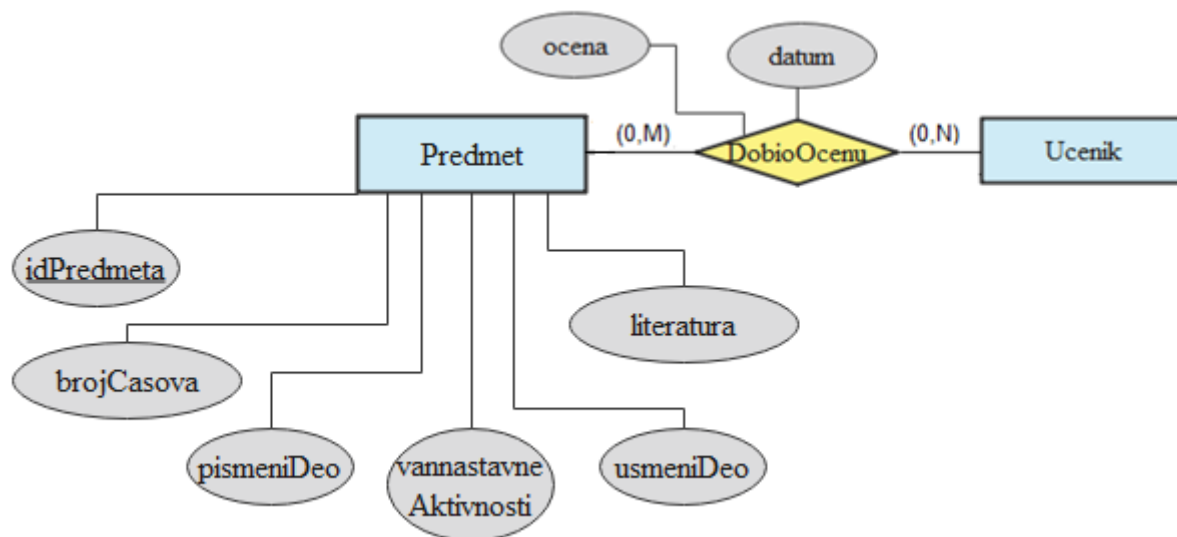 ocena
datum
Predmet
(0,M)
DobioOcenu
(0,N)
Ucenik
idPredmeta
literatura
brojCasova
pismeniDeo
vannastavne
Aktivnosti
usmeniDeo